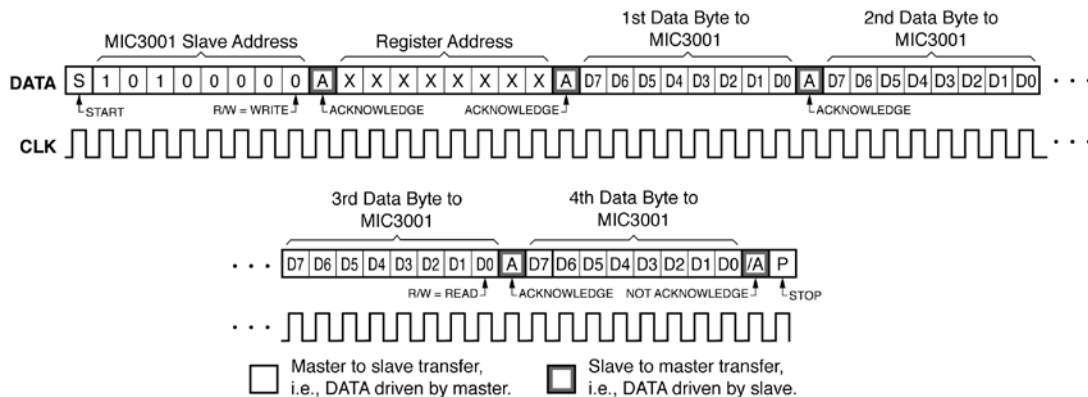 1st Data Byte to 2nd Data Byte to
MIC3001 Slave Address Register Address MIC3001 MIC3001
DATA S 1 0 1 0 0 0 0 0 A X X X X X X X X A D7 D6 D5 D4 D3 D2 D1 D0 A D7 D6 D5 D4 D3 D2 D1 D0 · · ·
START R/W = WRITE ACKNOWLEDGE ACKNOWLEDGE ACKNOWLEDGE
CLK · · ·
3rd Data Byte to 4th Data Byte to
MIC3001 MIC3001
· · · D7 D6 D5 D4 D3 D2 D1 D0 A D7 D6 D5 D4 D3 D2 D1 D0 /A P
R/W = READ ACKNOWLEDGE NOT ACKNOWLEDGE STOP
· · ·
Master to slave transfer, Slave to master transfer,
i.e., DATA driven by master. i.e., DATA driven by slave.